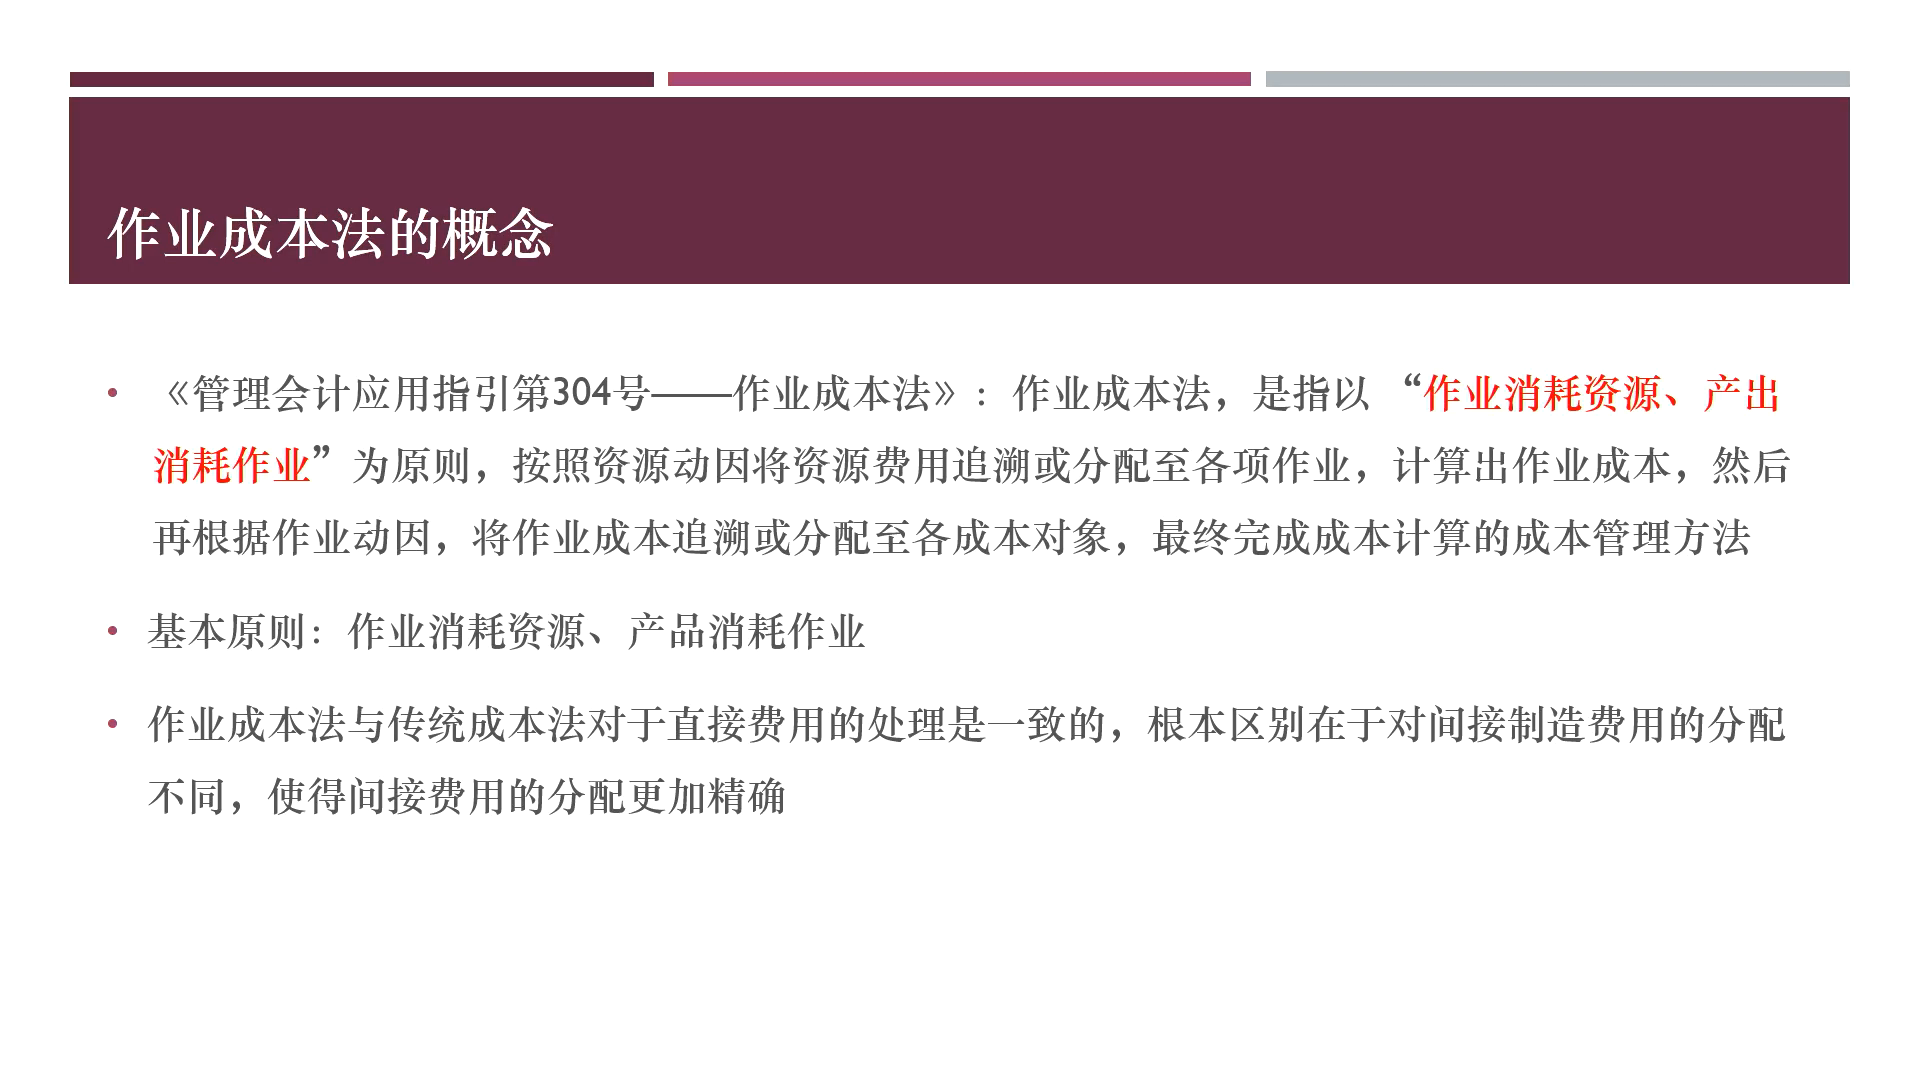 作业成本法的概念
• 《管理会计应用指引第304号——作业成本法》：作业成本法，是指以 “作业消耗资源、产出
消耗作业”为原则，按照资源动因将资源费用追溯或分配至各项作业，计算出作业成本，然后
再根据作业动因，将作业成本追溯或分配至各成本对象，最终完成成本计算的成本管理方法
• 基本原则：作业消耗资源、产品消耗作业
• 作业成本法与传统成本法对于直接费用的处理是一致的，根本区别在于对间接制造费用的分配
不同，使得间接费用的分配更加精确